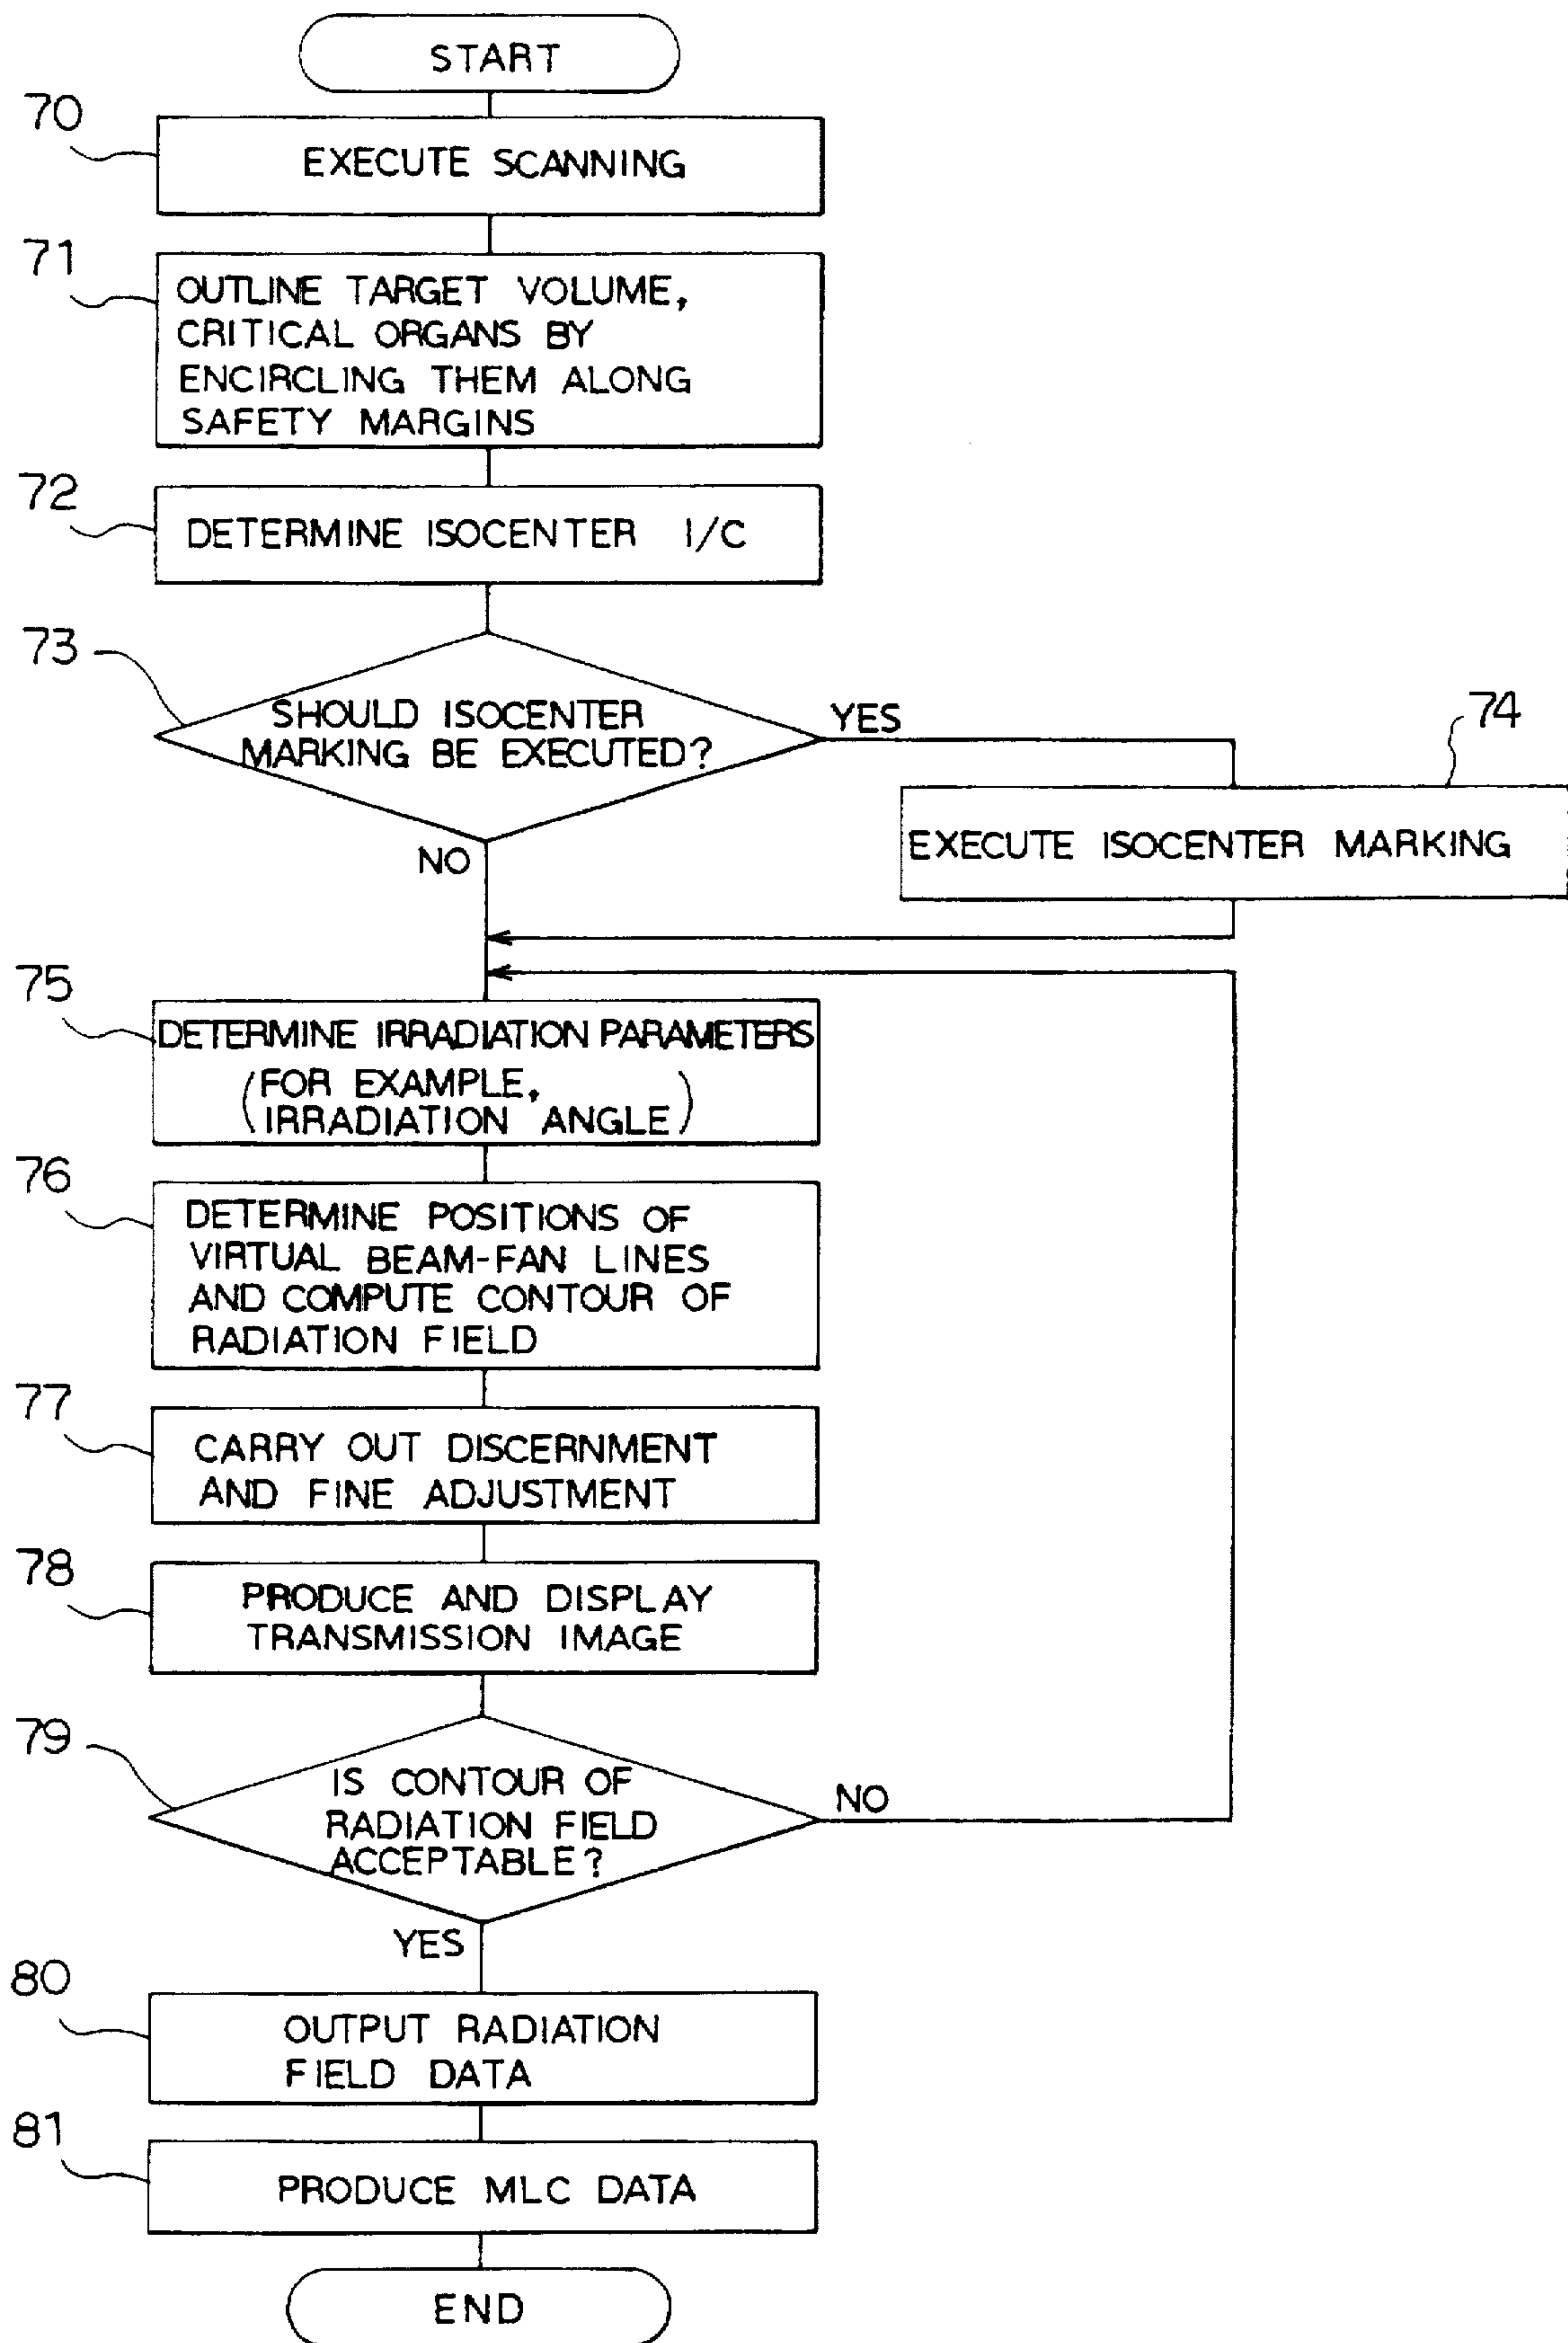 START
70
EXECUTE SCANNING
71
OUTLINE TARGET VOLUME,
CRITICAL ORGANS BY
ENCIRCLING THEM ALONG
SAFETY MARGINS
72
DETERMINE ISOCENTER I/C
73
SHOULD ISOCENTER
MARKING BE EXECUTED?
YES
74
EXECUTE ISOCENTER MARKING
NO
75
DETERMINE IRRADIATION PARAMETERS
(FOR EXAMPLE,
IRRADIATION ANGLE)
76
DETERMINE POSITIONS OF
VIRTUAL BEAM-FAN LINES
AND COMPUTE CONTOUR OF
RADIATION FIELD
77
CARRY OUT DISCERNMENT
AND FINE ADJUSTMENT
78
PRODUCE AND DISPLAY
TRANSMISSION IMAGE
79
IS CONTOUR OF
RADIATION FIELD
ACCEPTABLE?
NO
YES
80
OUTPUT RADIATION
FIELD DATA
81
PRODUCE MLC DATA
END